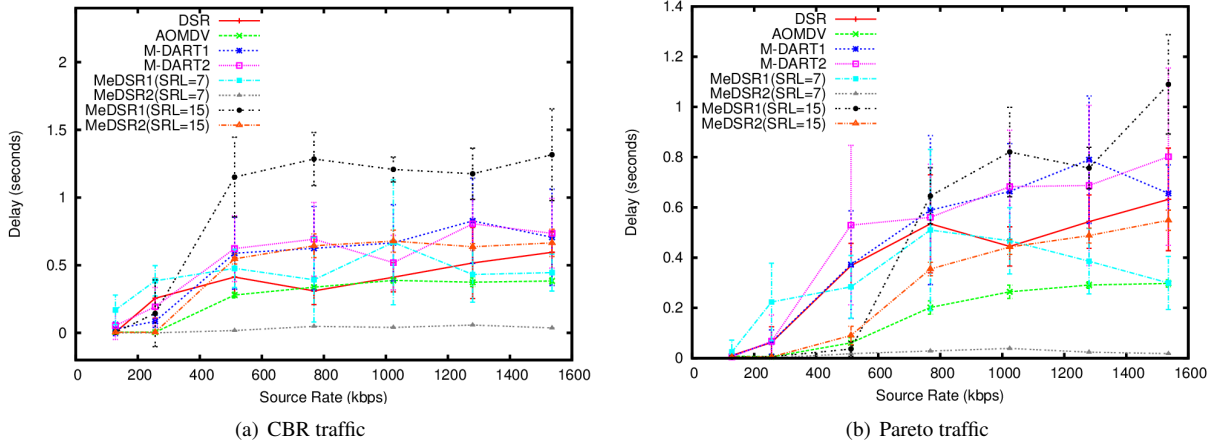 DSR
AOMDV
M-DART1
M-DART2
MeDSR1(SRL=7)
MeDSR2(SRL=7)
MeDSR1(SRL=15)
MeDSR2(SRL=15)
2
1.5
1
0.5
0
Delay (seconds)
0 200 400 600 800 1000 1200 1400 1600
Source Rate (kbps)
(a) CBR traffic
DSR
AOMDV
M-DART1
M-DART2
MeDSR1(SRL=7)
MeDSR2(SRL=7)
MeDSR1(SRL=15)
MeDSR2(SRL=15)
1.4
1.2
1
0.8
0.6
0.4
0.2
0
Delay (seconds)
0 200 400 600 800 1000 1200 1400 1600
Source Rate (kbps)
(b) Pareto traffic